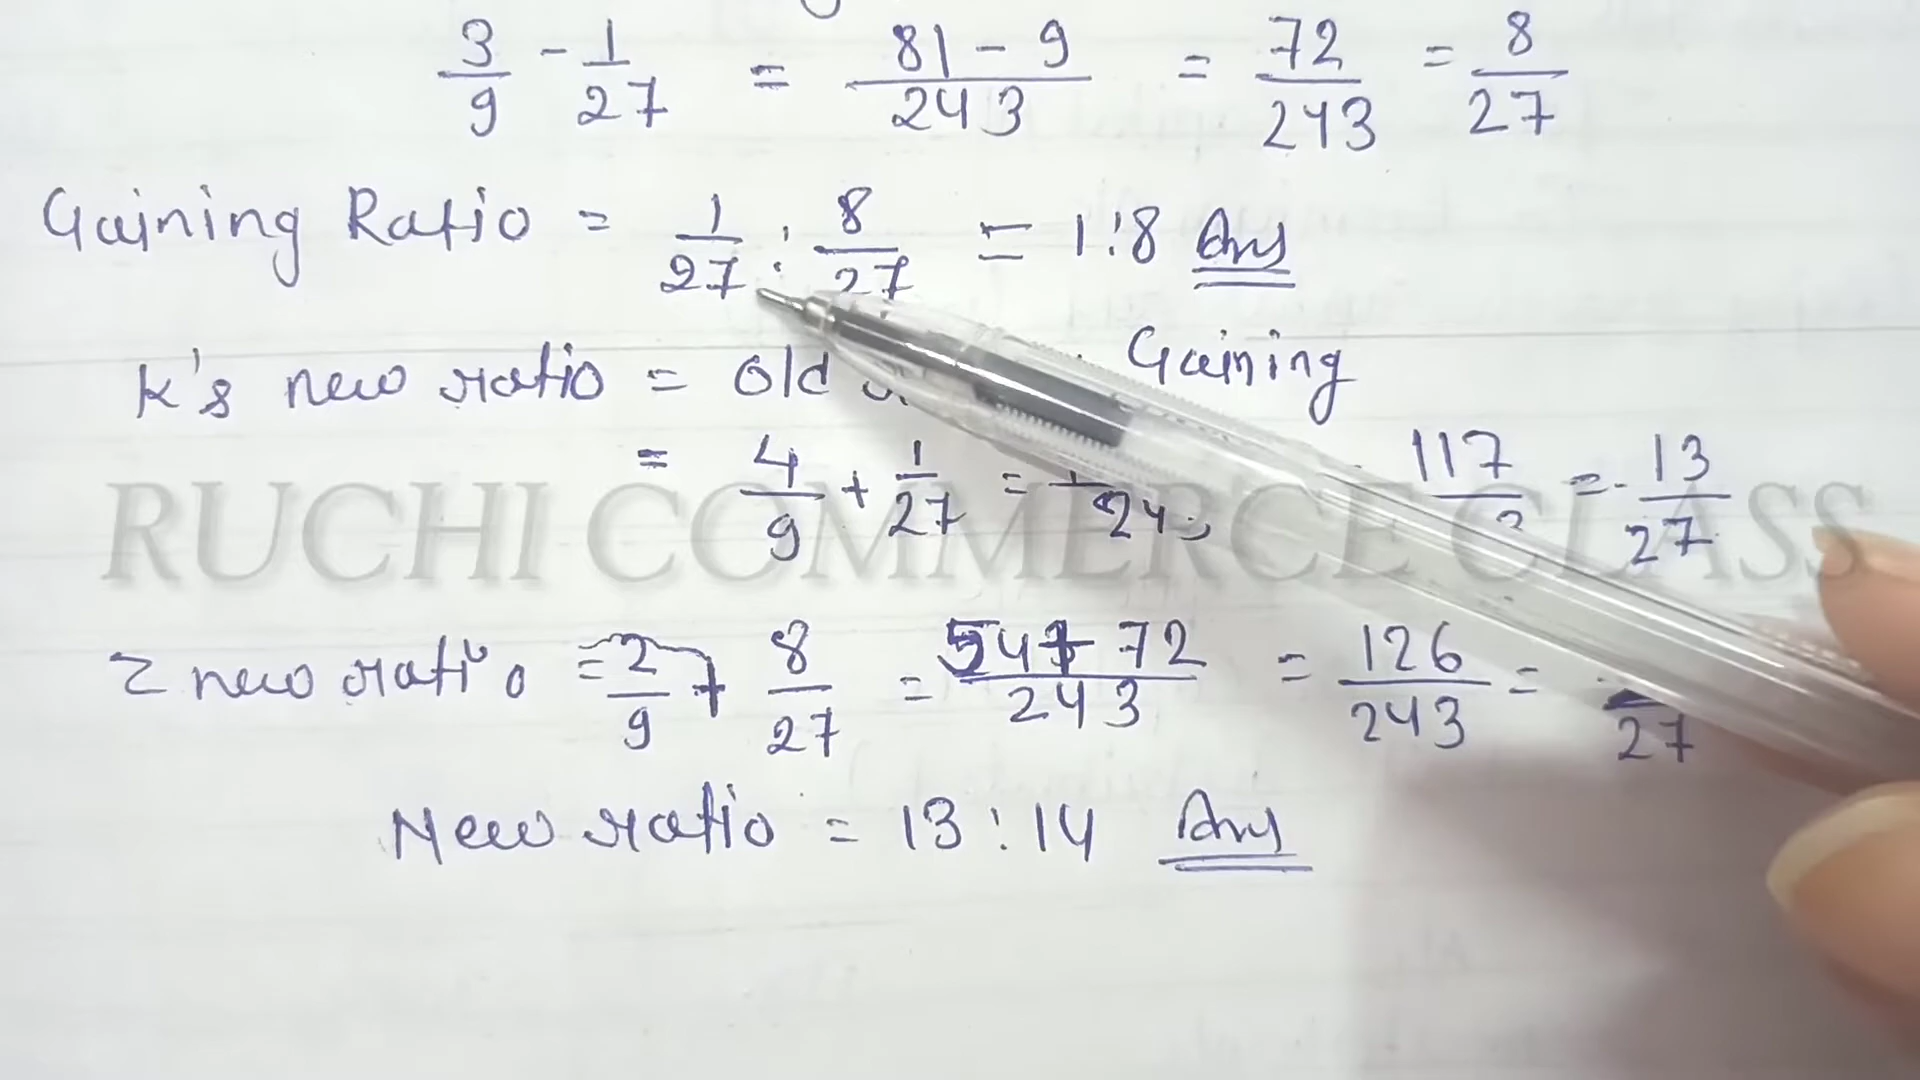 3/9 - 1/27 = 81 - 9/243 = 72/243 = 8/27
Gaining Ratio = 1/27 : 8/27 = 1:8 Ans
K's new ratio = Old Gaining
= 4/9 + 1/27 = 117 = 13/27
RUCHI COMMERCE CLASS
Z new ratio = 2/9 + 8/27 = 54+72/243 = 126/243 = /27
New ratio = 13:14 Ans